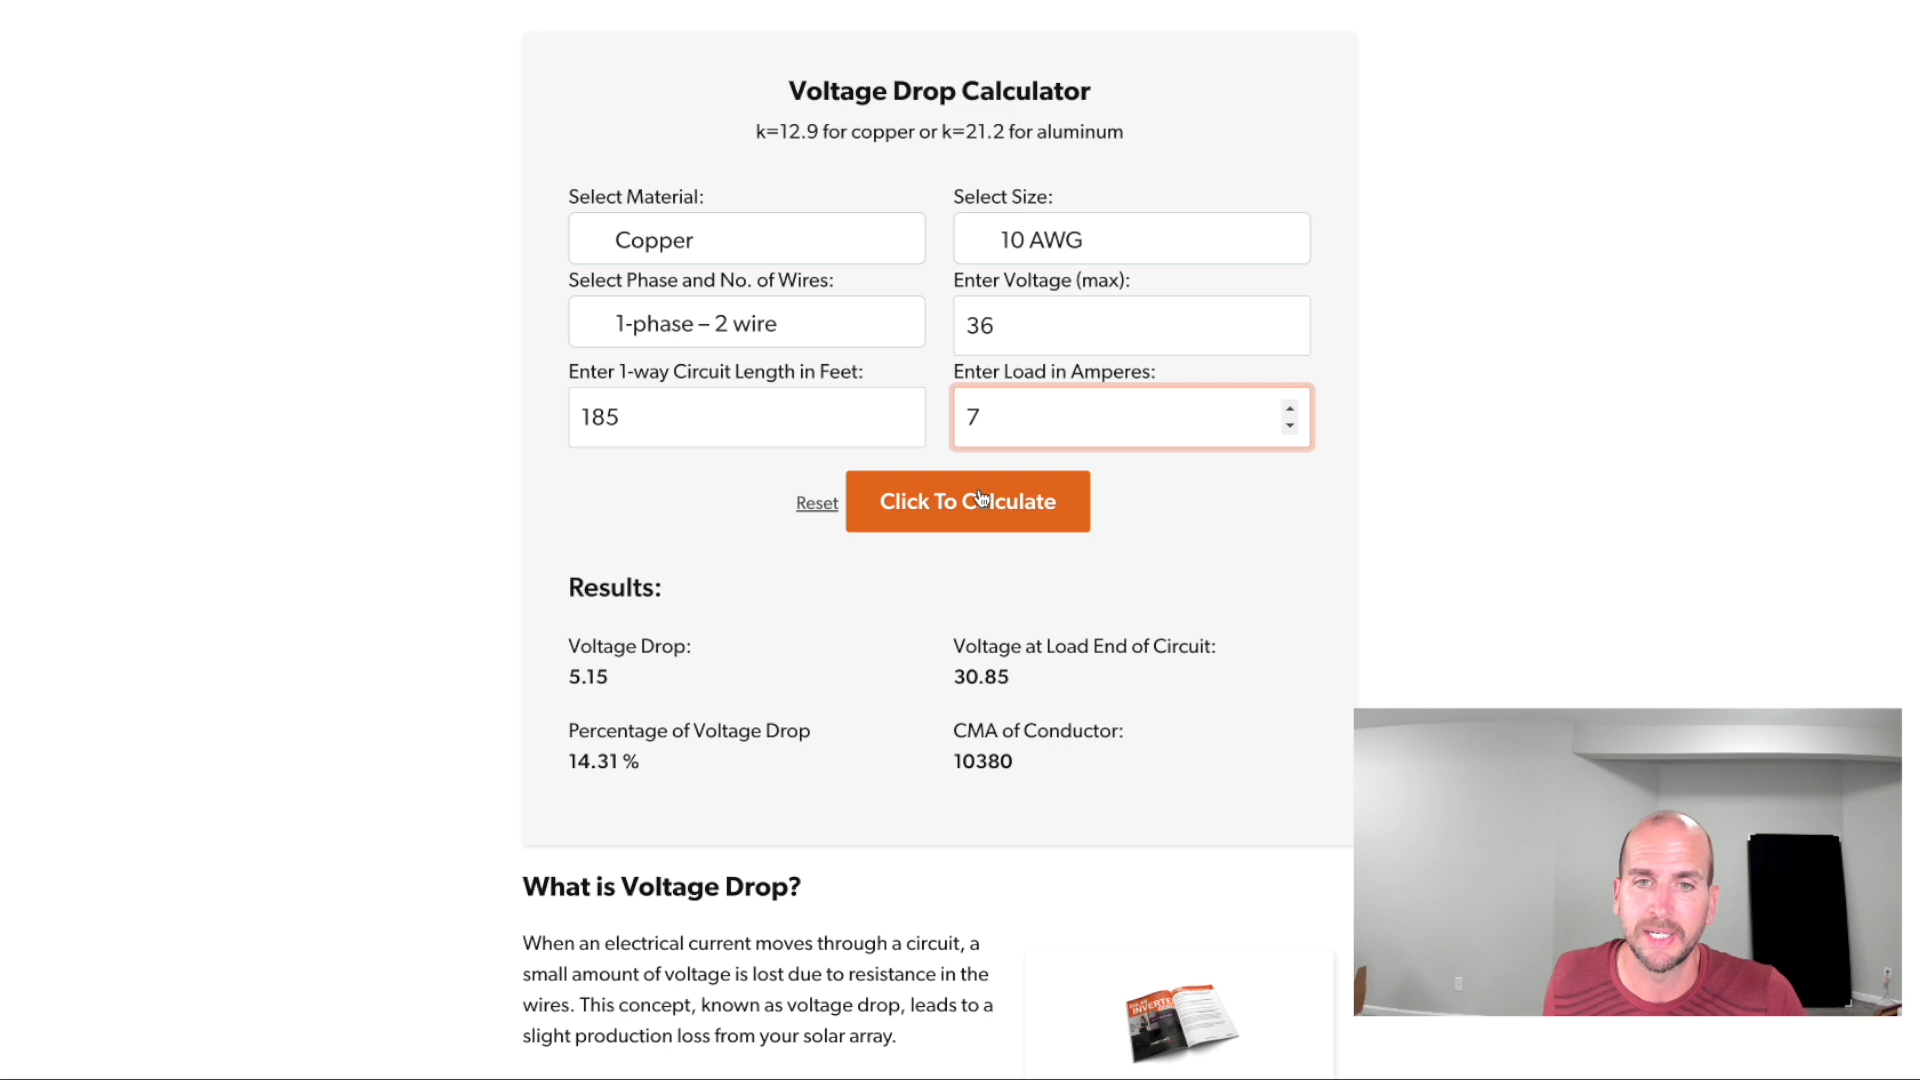 Voltage Drop Calculator
k=12.9 for copper or k=21.2 for aluminum
Select Material:
Select Size:
Copper
10 AWG
Select Phase and No. of Wires:
Enter Voltage (max):
1-phase – 2 wire
36
Enter 1-way Circuit Length in Feet:
Enter Load in Amperes:
185
7
Reset
Click To Calculate
Results:
Voltage Drop:
Voltage at Load End of Circuit:
5.15
30.85
Percentage of Voltage Drop
CMA of Conductor:
14.31 %
10380
What is Voltage Drop?
When an electrical current moves through a circuit, a
small amount of voltage is lost due to resistance in the
wires. This concept, known as voltage drop, leads to a
slight production loss from your solar array.
SOLAR